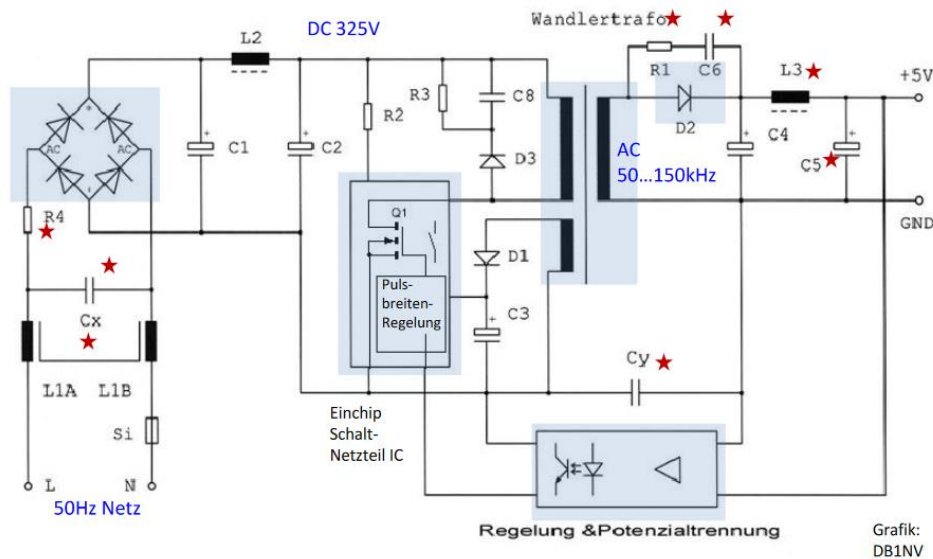 DC 325V
Wandlertrafo
L2
R1
C6
L3
+5V
R2
R3
C8
D2
C4
AC
AC
+
-
C1
C2
D3
AC
50...150kHz
C5
GND
R4
Q1
D1
Puls-
breiten-
Regelung
C3
Cx
Cy
L1A
L1B
Einchip
Schalt-
Netzteil IC
Si
L
N
50Hz Netz
Regelung &Potenzialtrennung
Grafik:
DB1NV